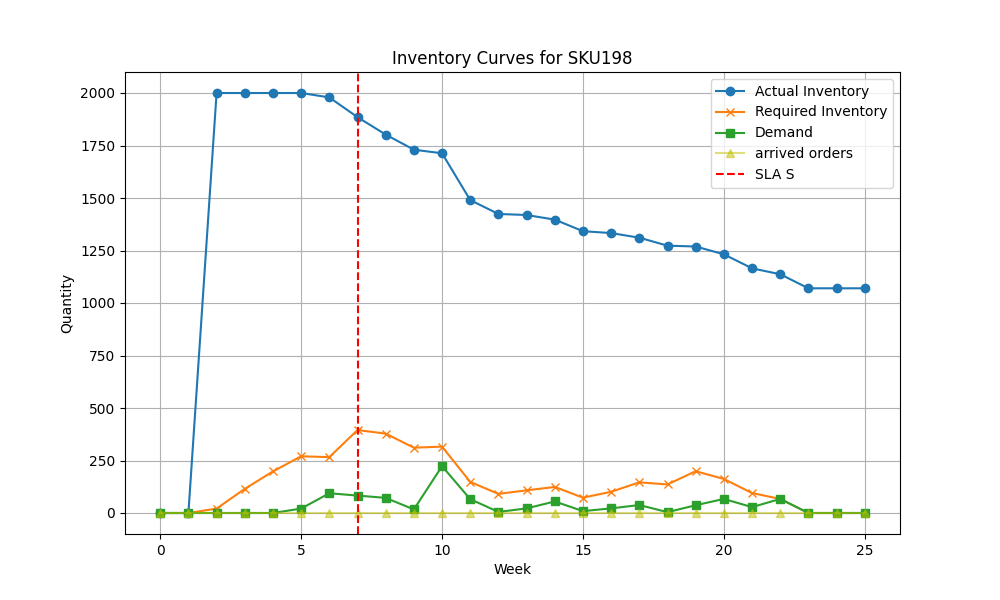 Inventory Curves for SKU198
Actual Inventory
Required Inventory
Demand
arrived orders
SLA S
2000
1750
1500
1250
1000
750
500
250
0
Quantity
0 5 10 15 20 25
Week